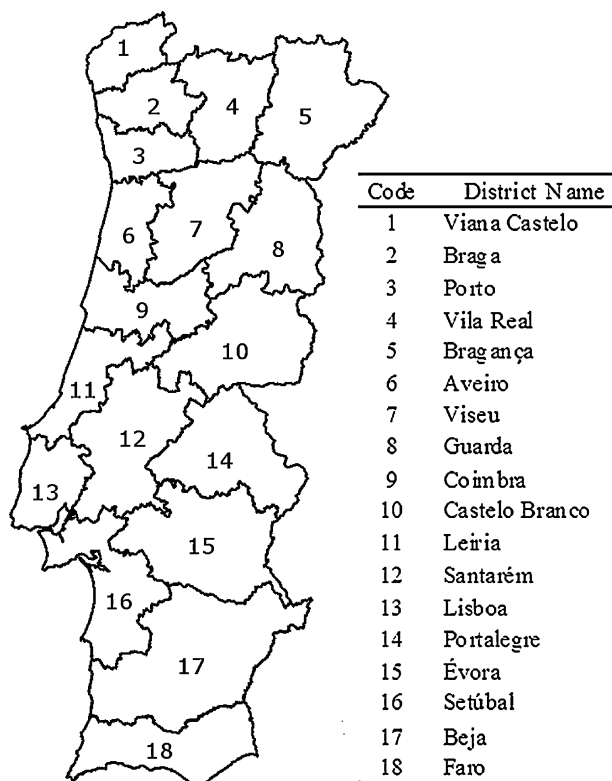 1
2
4
5
3
6
7
8
9
10
11
12
13
14
15
16
17
18
Code District Name
1 Viana Castelo
2 Braga
3 Porto
4 Vila Real
5 Bragança
6 Aveiro
7 Viseu
8 Guarda
9 Coimbra
10 Castelo Branco
11 Leiria
12 Santarém
13 Lisboa
14 Portalegre
15 Évora
16 Setúbal
17 Beja
18 Faro